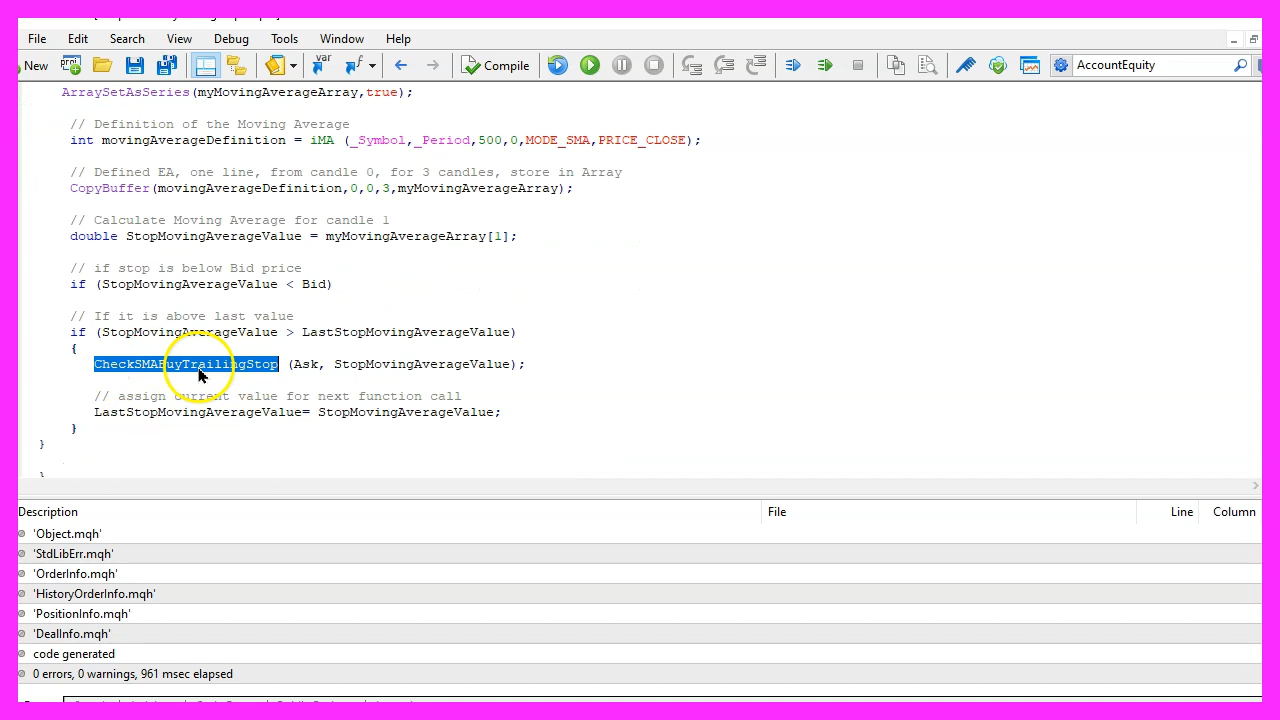 File Edit Search View Debug Tools Window Help
New Compile AccountEquity
ArraySetAsSeries(myMovingAverageArray,true);
// Definition of the Moving Average
int movingAverageDefinition = iMA (_Symbol,_Period,500,0,MODE_SMA,PRICE_CLOSE);
// Defined EA, one line, from candle 0, for 3 candles, store in Array
CopyBuffer(movingAverageDefinition,0,0,3,myMovingAverageArray);
// Calculate Moving Average for candle 1
double StopMovingAverageValue = myMovingAverageArray[1];
// if stop is below Bid price
if (StopMovingAverageValue < Bid)
// If it is above last value
if (StopMovingAverageValue > LastStopMovingAverageValue)
{
CheckSMABuyTrailingStop (Ask, StopMovingAverageValue);
// assign current value for next function call
LastStopMovingAverageValue= StopMovingAverageValue;
}
}
}
Description File Line Column
'Object.mqh'
'StdLibErr.mqh'
'OrderInfo.mqh'
'HistoryOrderInfo.mqh'
'PositionInfo.mqh'
'DealInfo.mqh'
code generated
0 errors, 0 warnings, 961 msec elapsed